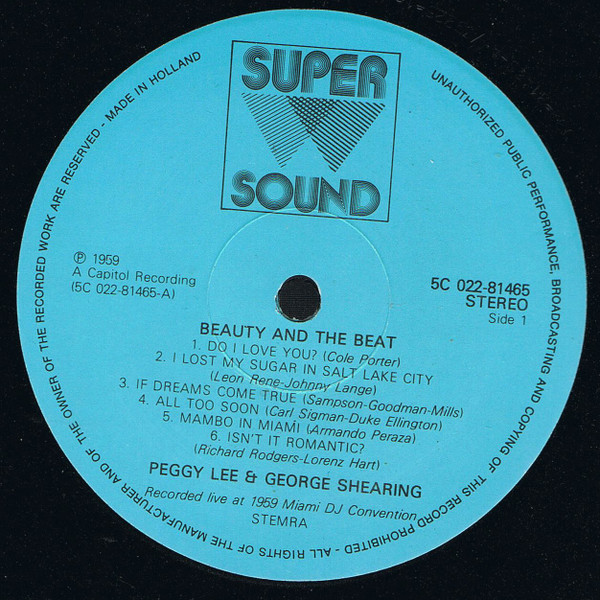 SUPER
SOUND
ALL RIGHTS OF THE MANUFACTURER AND OF THE OWNER OF THE RECORDED WORK ARE RESERVED - MADE IN HOLLAND
UNAUTHORIZED PUBLIC PERFORMANCE, BROADCASTING AND COPYING OF THIS RECORD PROHIBITED -
℗ 1959
A Capitol Recording
(5C 022-81465-A)
5C 022-81465
STEREO
Side 1
BEAUTY AND THE BEAT
1. DO I LOVE YOU? (Cole Porter)
2. I LOST MY SUGAR IN SALT LAKE CITY
(Leon Rene-Johnny Lange)
3. IF DREAMS COME TRUE (Sampson-Goodman-Mills)
4. ALL TOO SOON (Carl Sigman-Duke Ellington)
5. MAMBO IN MIAMI (Armando Peraza)
6. ISN'T IT ROMANTIC?
(Richard Rodgers-Lorenz Hart)
PEGGY LEE & GEORGE SHEARING
Recorded live at 1959 Miami DJ Convention
STEMRA